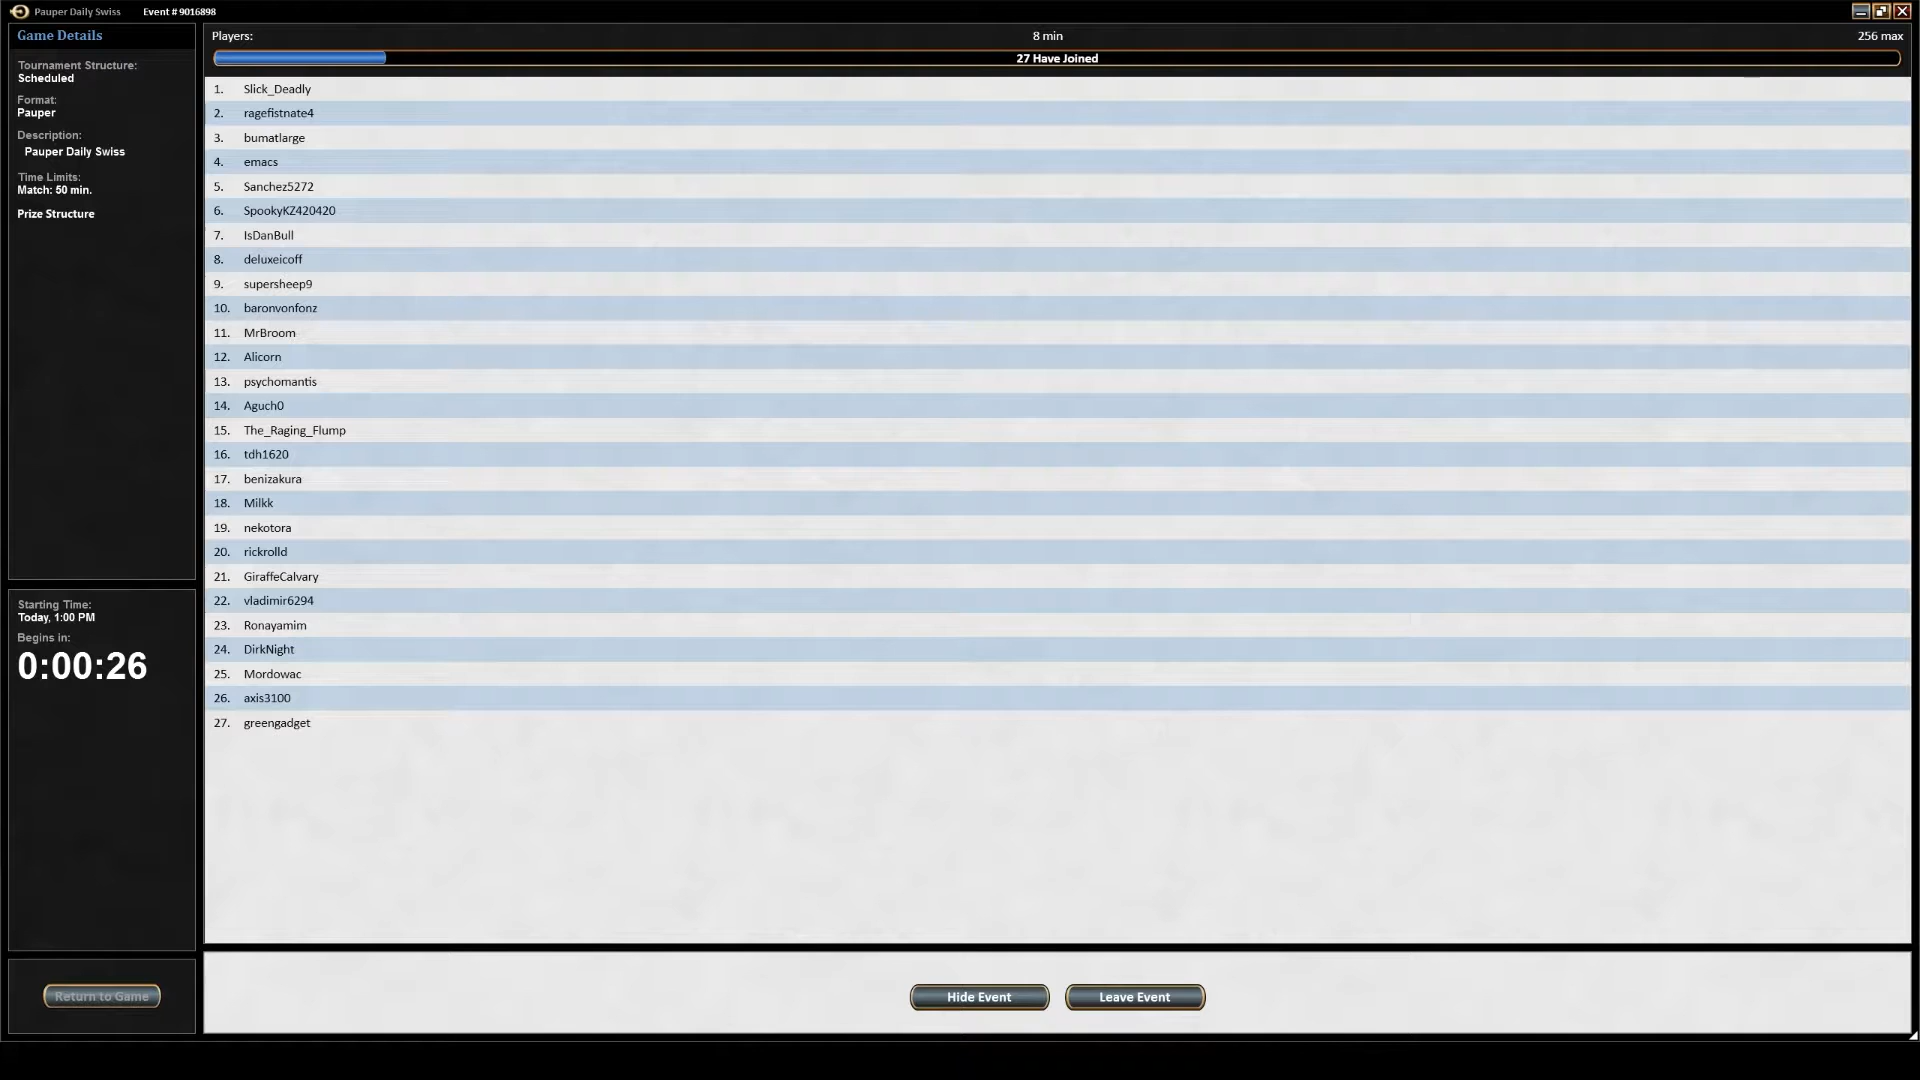 Pauper Daily Swiss Event # 9016898
Game Details
Tournament Structure:
Scheduled
Format:
Pauper
Description:
Pauper Daily Swiss
Time Limits:
Match: 50 min.
Prize Structure
Starting Time:
Today, 1:00 PM
Begins in:
0:00:26
Return to Game
Players: 8 min 256 max
27 Have Joined
1. Slick_Deadly
2. ragefistnate4
3. bumatlarge
4. emacs
5. Sanchez5272
6. SpookyKZ420420
7. IsDanBull
8. deluxeicoff
9. supersheep9
10. baronvonfonz
11. MrBroom
12. Alicorn
13. psychomantis
14. Aguch0
15. The_Raging_Flump
16. tdh1620
17. benizakura
18. Milkk
19. nekotora
20. rickrolld
21. GiraffeCalvary
22. vladimir6294
23. Ronayamim
24. DirkNight
25. Mordowac
26. axis3100
27. greengadget
Hide Event Leave Event